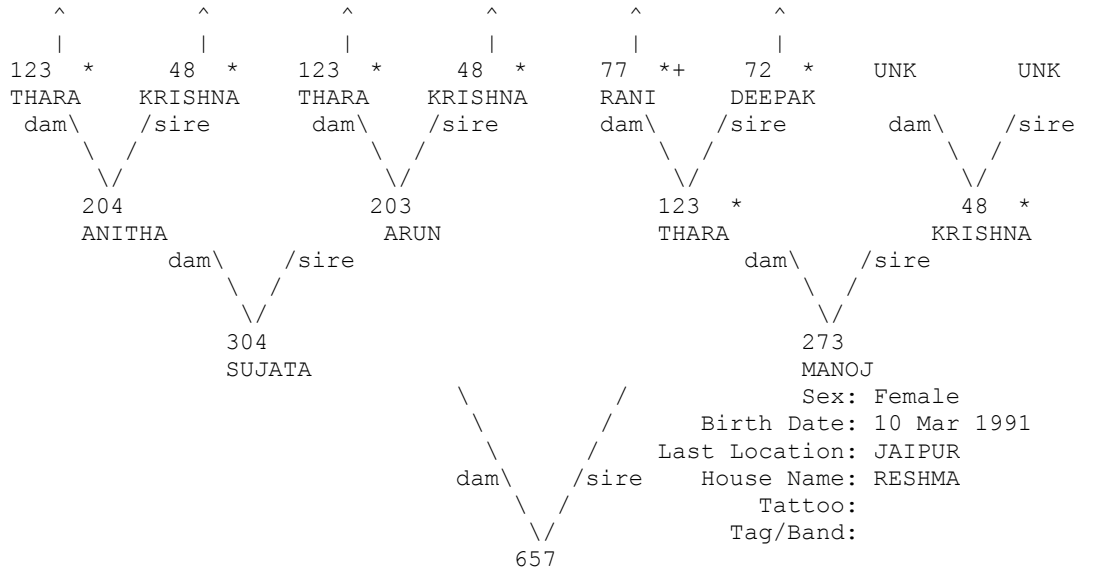 ^ ^ ^ ^ ^ ^
| | | | | |
123 * 48 * 123 * 48 * 77 *+ 72 * UNK UNK
THARA KRISHNA THARA KRISHNA RANI DEEPAK
dam\ /sire dam\ /sire dam\ /sire dam\ /sire
\ / \ / \ / \ /
\/ \/ \/ \/
204 203 123 * 48 *
ANITHA ARUN THARA KRISHNA
dam\ /sire dam\ /sire
\ / \ /
\/ \/
304 273
SUJATA MANOJ
\ / Sex: Female
\ / Birth Date: 10 Mar 1991
\ / Last Location: JAIPUR
dam\ /sire House Name: RESHMA
\ / Tattoo:
\/ Tag/Band:
657